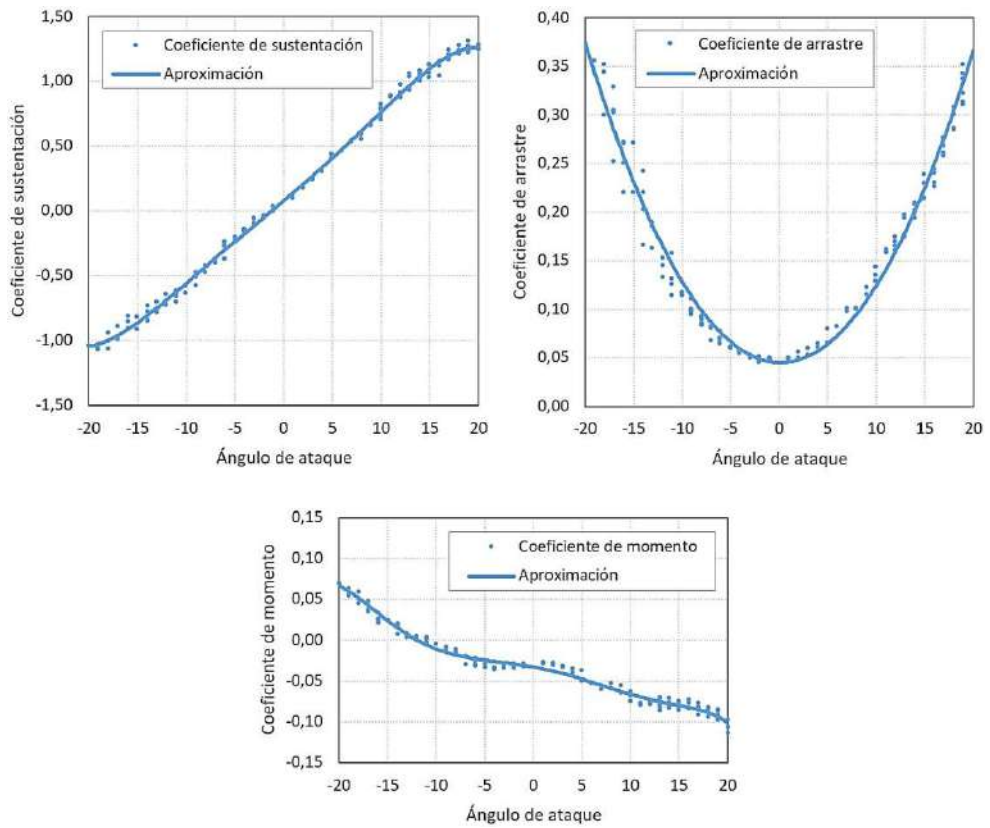 1,50
1,00
0,50
0,00
-0,50
-1,00
-1,50
Coeficiente de sustentación
Coeficiente de sustentación
Aproximación
-20 -15 -10 -5 0 5 10 15 20
Ángulo de ataque
0,40
0,35
0,30
0,25
0,20
0,15
0,10
0,05
0,00
Coeficiente de arrastre
Coeficiente de arrastre
Aproximación
-20 -10 0 10 20
Ángulo de ataque
0,15
0,10
0,05
0,00
-0,05
-0,10
-0,15
Coeficiente de momento
Coeficiente de momento
Aproximación
-20 -15 -10 -5 0 5 10 15 20
Ángulo de ataque